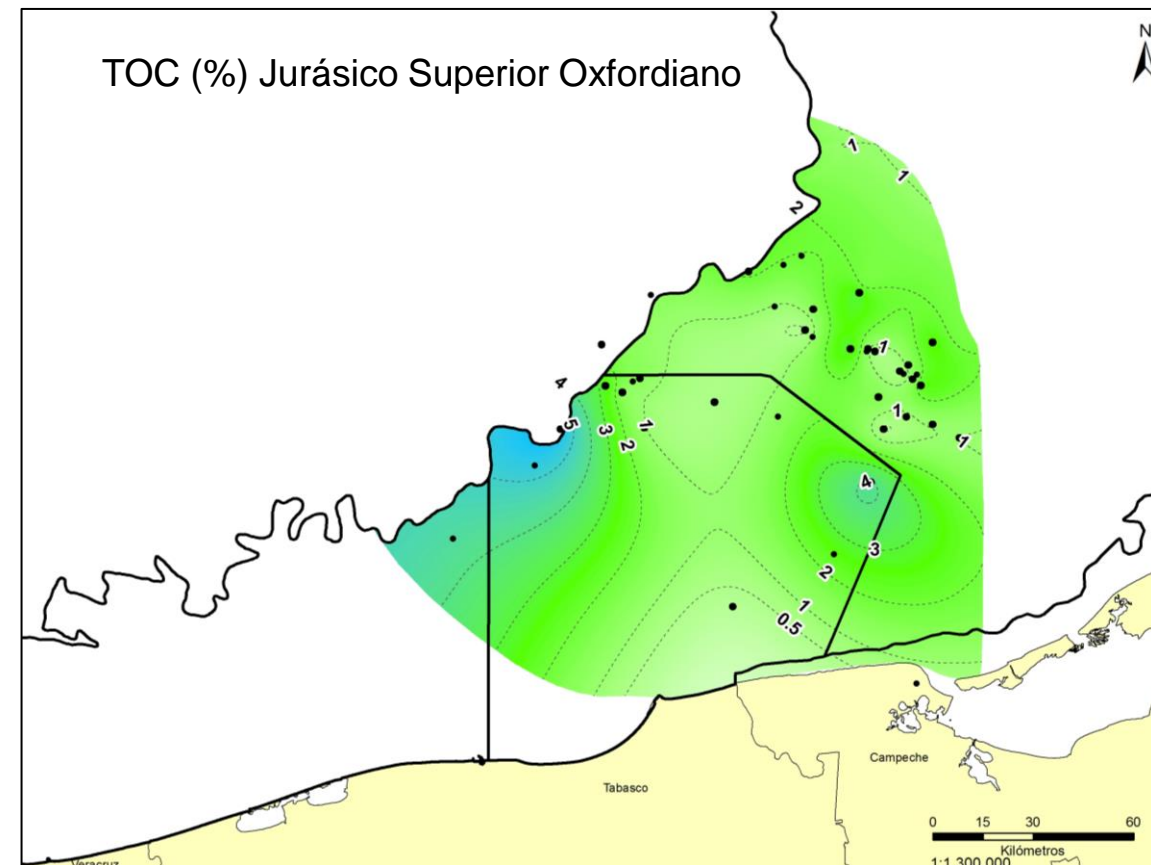 N
TOC (%) Jurásico Superior Oxfordiano
1
1
2
1
4
5
3
2
1
1
1
4
3
2
1
0.5
Campeche
Tabasco
0 15 30 60
Kilómetros
1:1,300,000
Veracruz